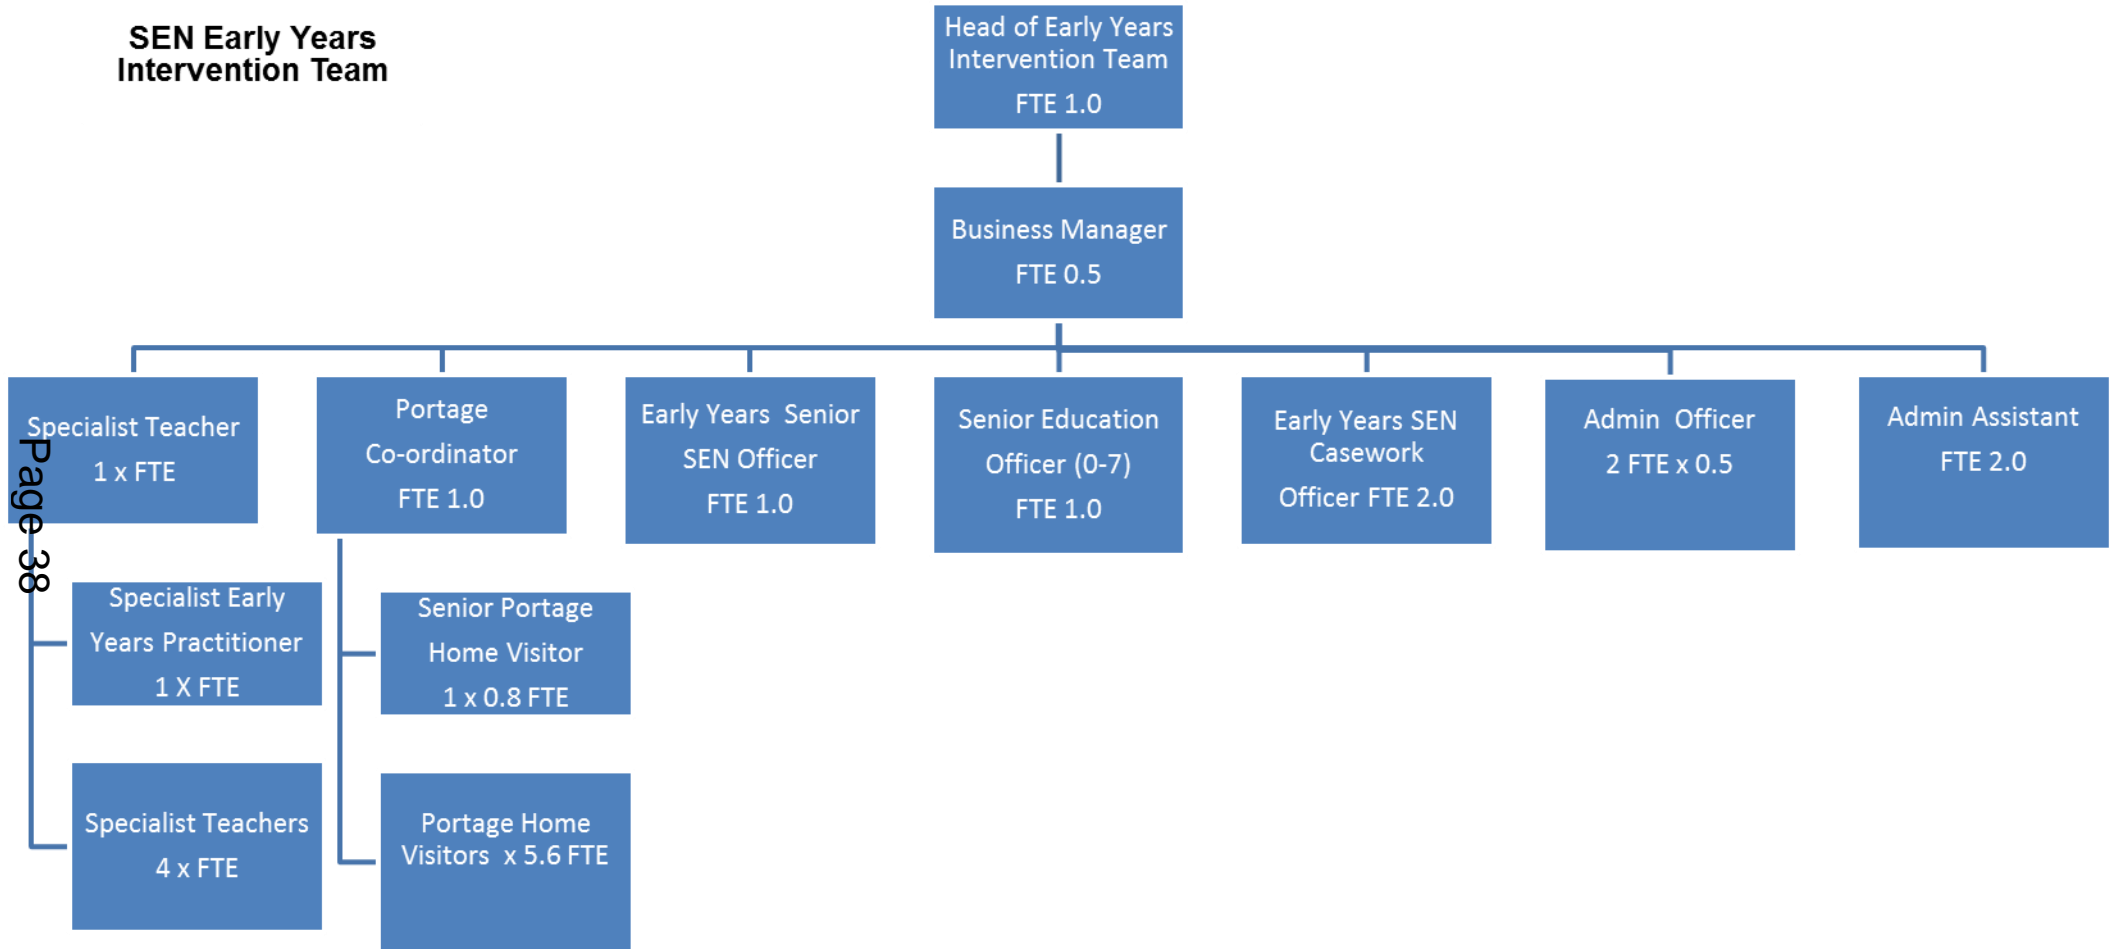 SEN Early Years
Intervention Team
Head of Early Years
Intervention Team
FTE 1.0
Business Manager
FTE 0.5
Specialist Teacher
1 x FTE
Portage
Co-ordinator
FTE 1.0
Early Years  Senior
SEN Officer
FTE 1.0
Senior Education
Officer (0-7)
FTE 1.0
Early Years SEN
Casework
Officer FTE 2.0
Admin  Officer
2 FTE x 0.5
Admin Assistant
FTE 2.0
Page 38
Specialist Early
Years Practitioner
1 X FTE
Senior Portage
Home Visitor
1 x 0.8 FTE
Specialist Teachers
4 x FTE
Portage Home
Visitors  x 5.6 FTE